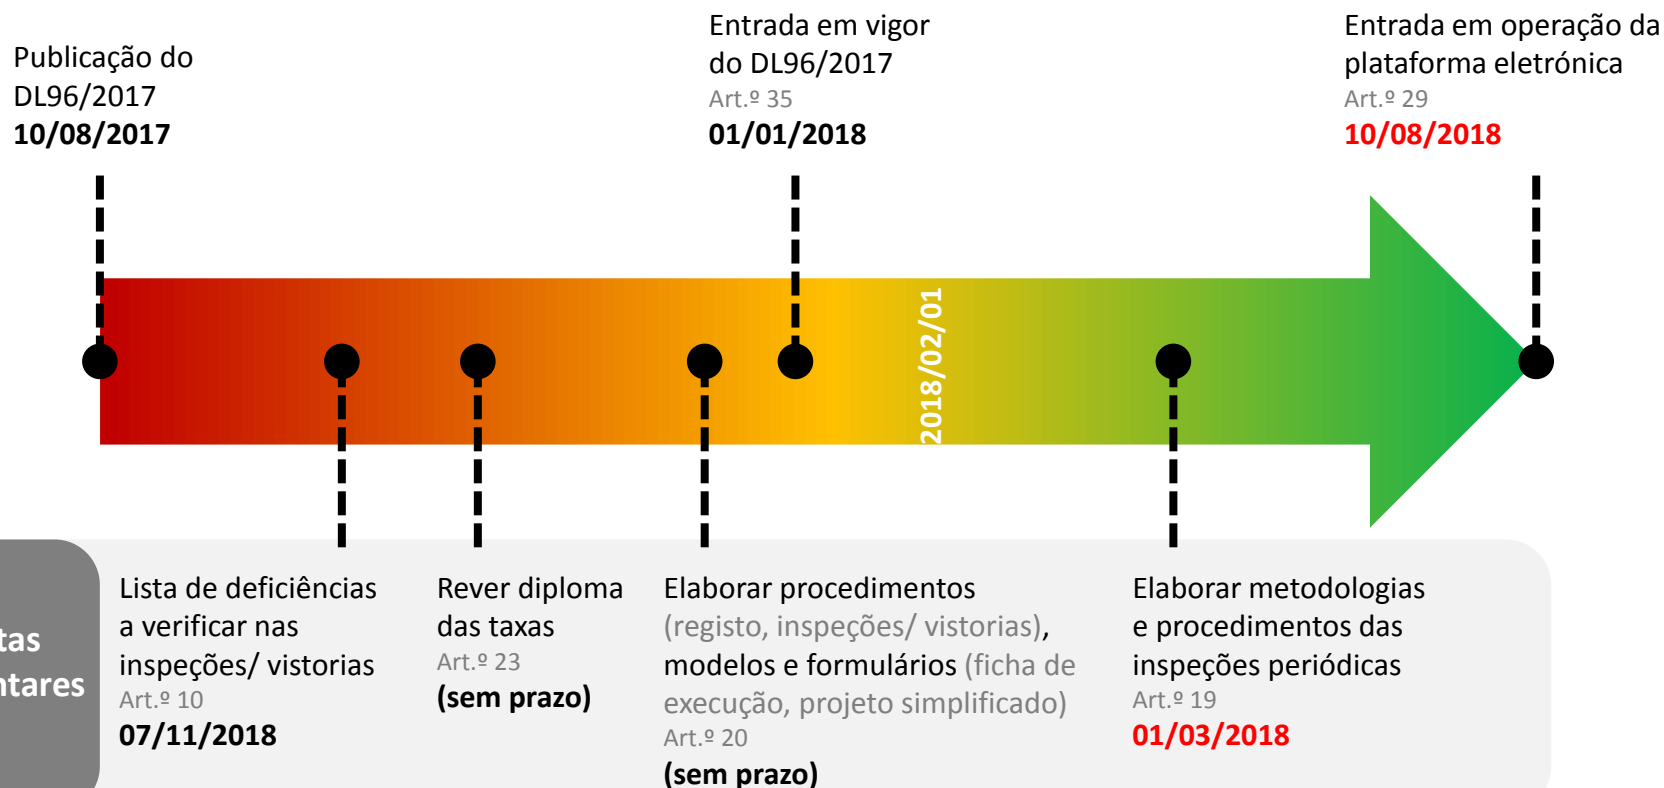 Publicação do
DL96/2017
10/08/2017
Entrada em vigor
do DL96/2017
Art.º 35
01/01/2018
Entrada em operação da
plataforma eletrónica
Art.º 29
10/08/2018
2018/02/01
Lista de deficiências
a verificar nas
inspeções/ vistorias
Art.º 10
07/11/2018
Rever diploma
das taxas
Art.º 23
(sem prazo)
Elaborar procedimentos
(registo, inspeções/ vistorias),
modelos e formulários (ficha de
execução, projeto simplificado)
Art.º 20
(sem prazo)
Elaborar metodologias
e procedimentos das
inspeções periódicas
Art.º 19
01/03/2018